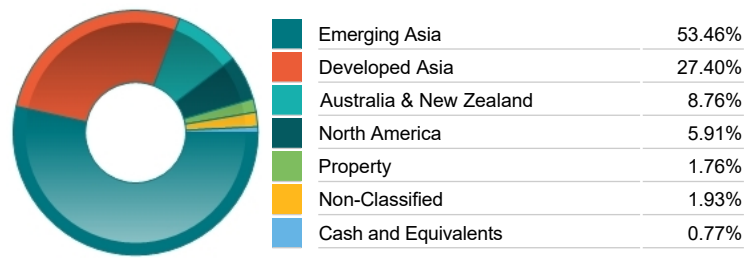 Emerging Asia 53.46%
Developed Asia 27.40%
Australia & New Zealand 8.76%
North America 5.91%
Property 1.76%
Non-Classified 1.93%
Cash and Equivalents 0.77%